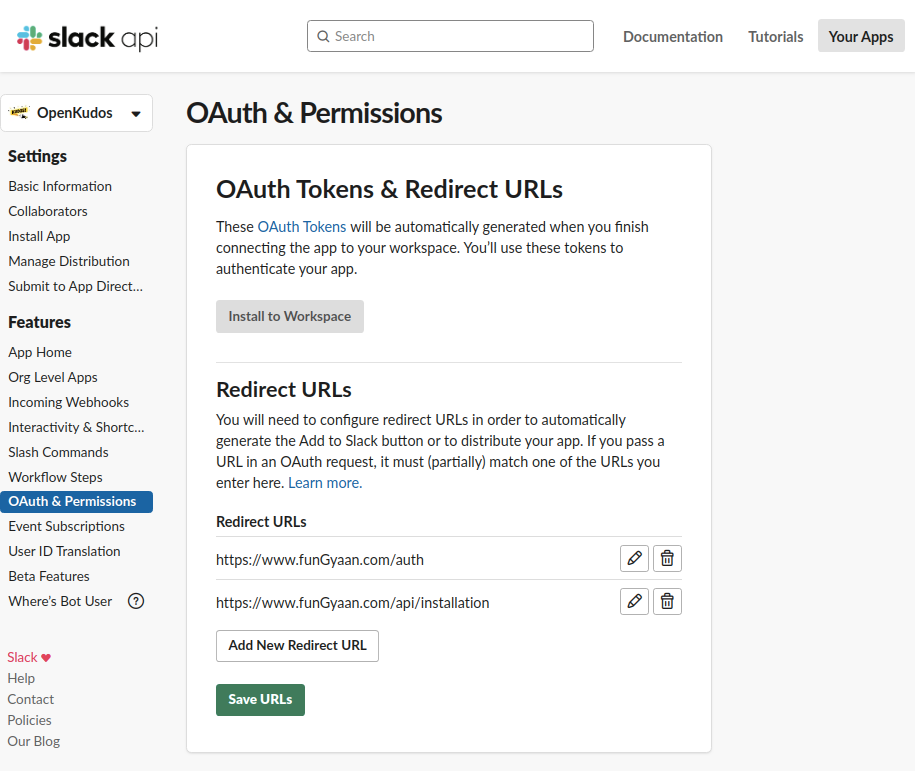 slack api
Search
Documentation
Tutorials
Your Apps
OpenKudos
Settings
Basic Information
Collaborators
Install App
Manage Distribution
Submit to App Direct...
Features
App Home
Org Level Apps
Incoming Webhooks
Interactivity & Shortc...
Slash Commands
Workflow Steps
OAuth & Permissions
Event Subscriptions
User ID Translation
Beta Features
Where's Bot User ?
Slack ♥
Help
Contact
Policies
Our Blog
OAuth & Permissions
OAuth Tokens & Redirect URLs
These OAuth Tokens will be automatically generated when you finish
connecting the app to your workspace. You’ll use these tokens to
authenticate your app.
Install to Workspace
Redirect URLs
You will need to configure redirect URLs in order to automatically
generate the Add to Slack button or to distribute your app. If you pass a
URL in an OAuth request, it must (partially) match one of the URLs you
enter here. Learn more.
Redirect URLs
https://www.funGyaan.com/auth
https://www.funGyaan.com/api/installation
Add New Redirect URL
Save URLs